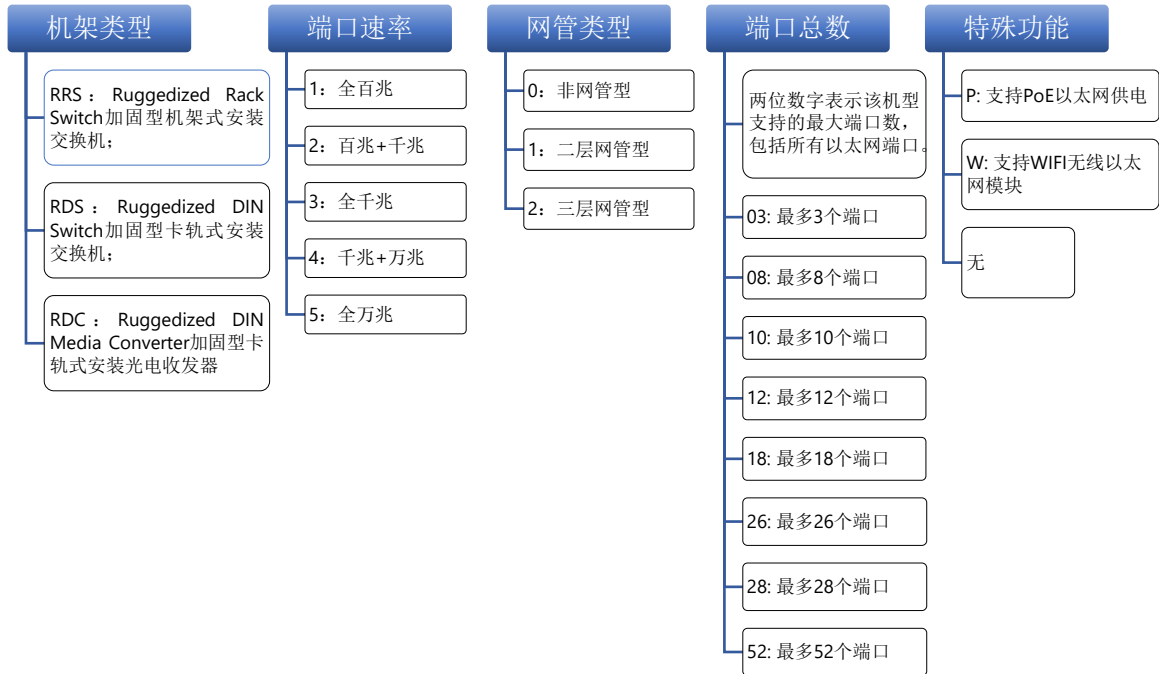 机架类型
RRS： Ruggedized Rack
Switch加固型机架式安装
交换机；
RDS： Ruggedized DIN
Switch加固型卡轨式安装
交换机；
RDC： Ruggedized DIN
Media Converter加固型卡
轨式安装光电收发器
端口速率
1：全百兆
2：百兆+千兆
3：全千兆
4：千兆+万兆
5：全万兆
网管类型
0：非网管型
1：二层网管型
2：三层网管型
端口总数
两位数字表示该机型
支持的最大端口数，
包括所有以太网端口。
03: 最多3个端口
08: 最多8个端口
10: 最多10个端口
12: 最多12个端口
18: 最多18个端口
26: 最多26个端口
28: 最多28个端口
52: 最多52个端口
特殊功能
P: 支持PoE以太网供电
W: 支持WIFI无线以太
网模块
无